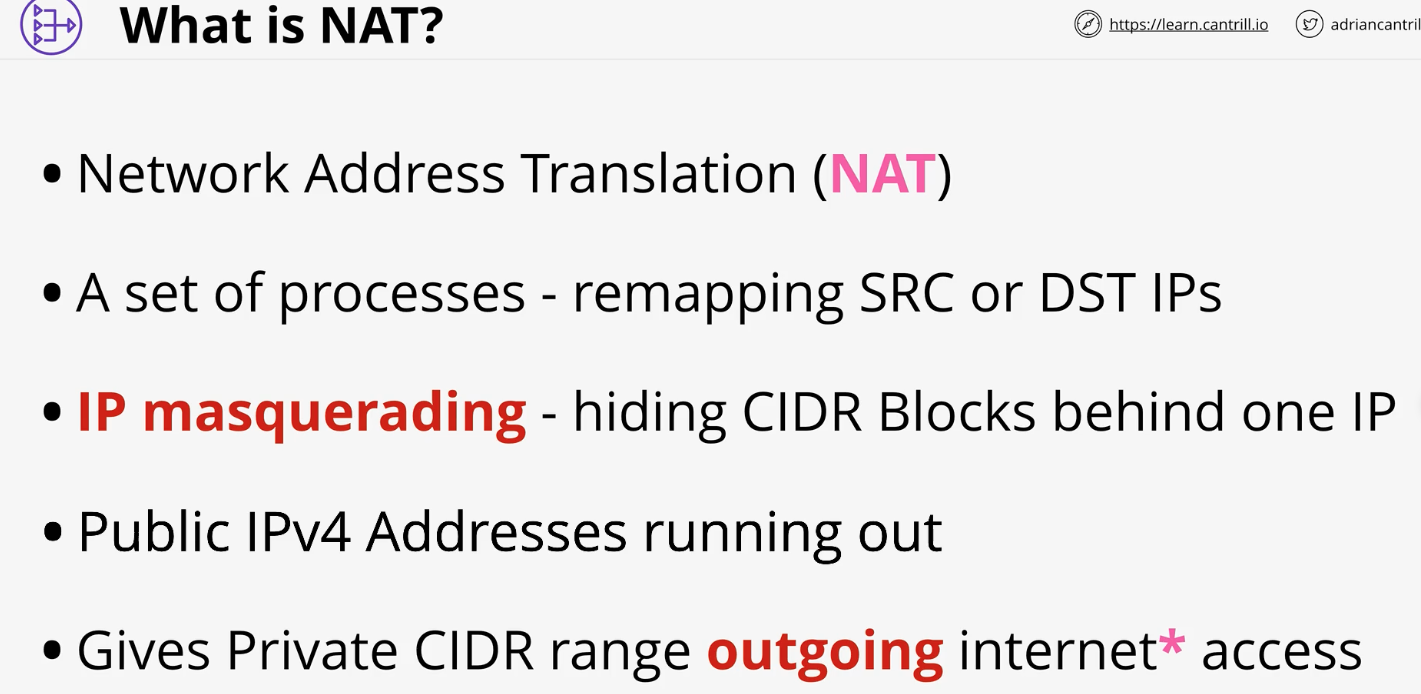 What is NAT?
https://learn.cantrill.io adriancantril
• Network Address Translation (NAT)
• A set of processes - remapping SRC or DST IPs
• IP masquerading - hiding CIDR Blocks behind one IP
• Public IPv4 Addresses running out
• Gives Private CIDR range outgoing internet* access